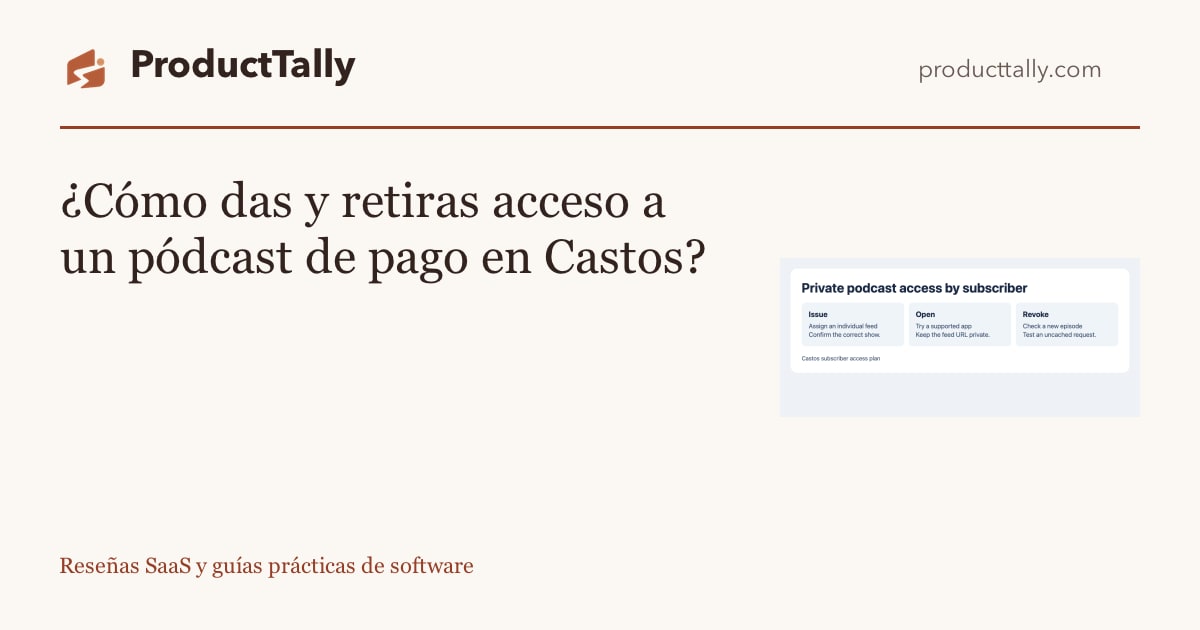 ProductTally
producttally.com
¿Cómo das y retiras acceso a
un pódcast de pago en Castos?
Private podcast access by subscriber
Issue
Assign an individual feed
Confirm the correct show.
Open
Try a supported app
Keep the feed URL private.
Revoke
Check a new episode
Test an uncached request.
Castos subscriber access plan
Reseñas SaaS y guías prácticas de software